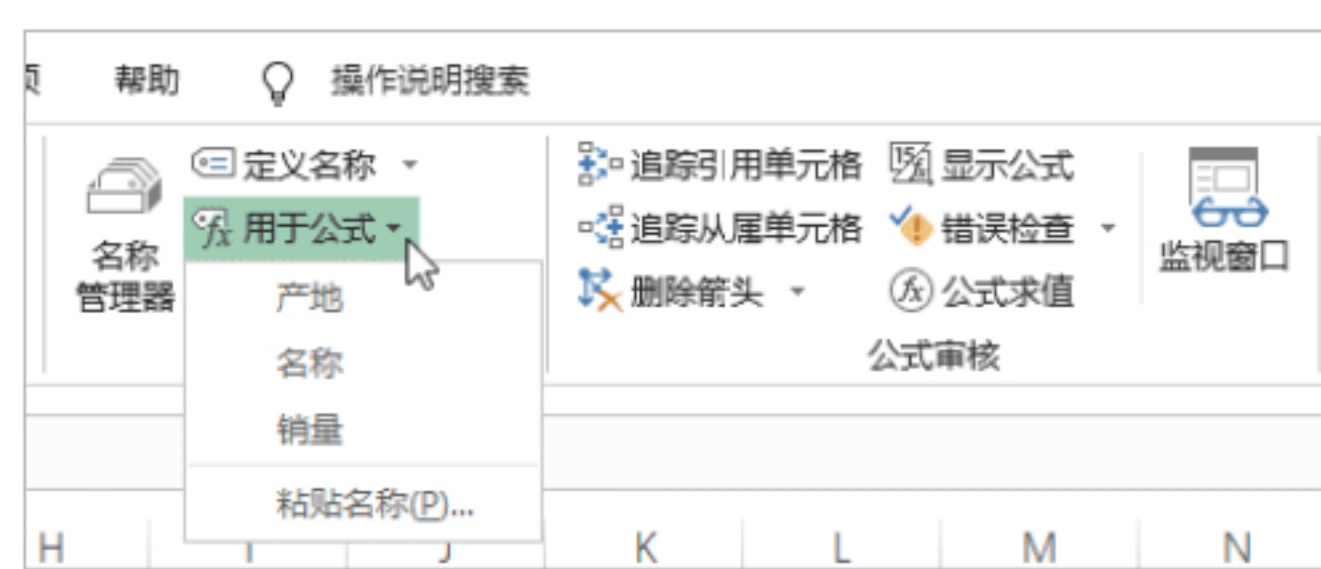 帮助 操作说明搜索
定义名称 追踪引用单元格 显示公式
用于公式 追踪从属单元格 错误检查
名称
管理器
监视窗口
产地 删除箭头 公式求值
名称 公式审核
销量
粘贴名称(P)...
H K L M N